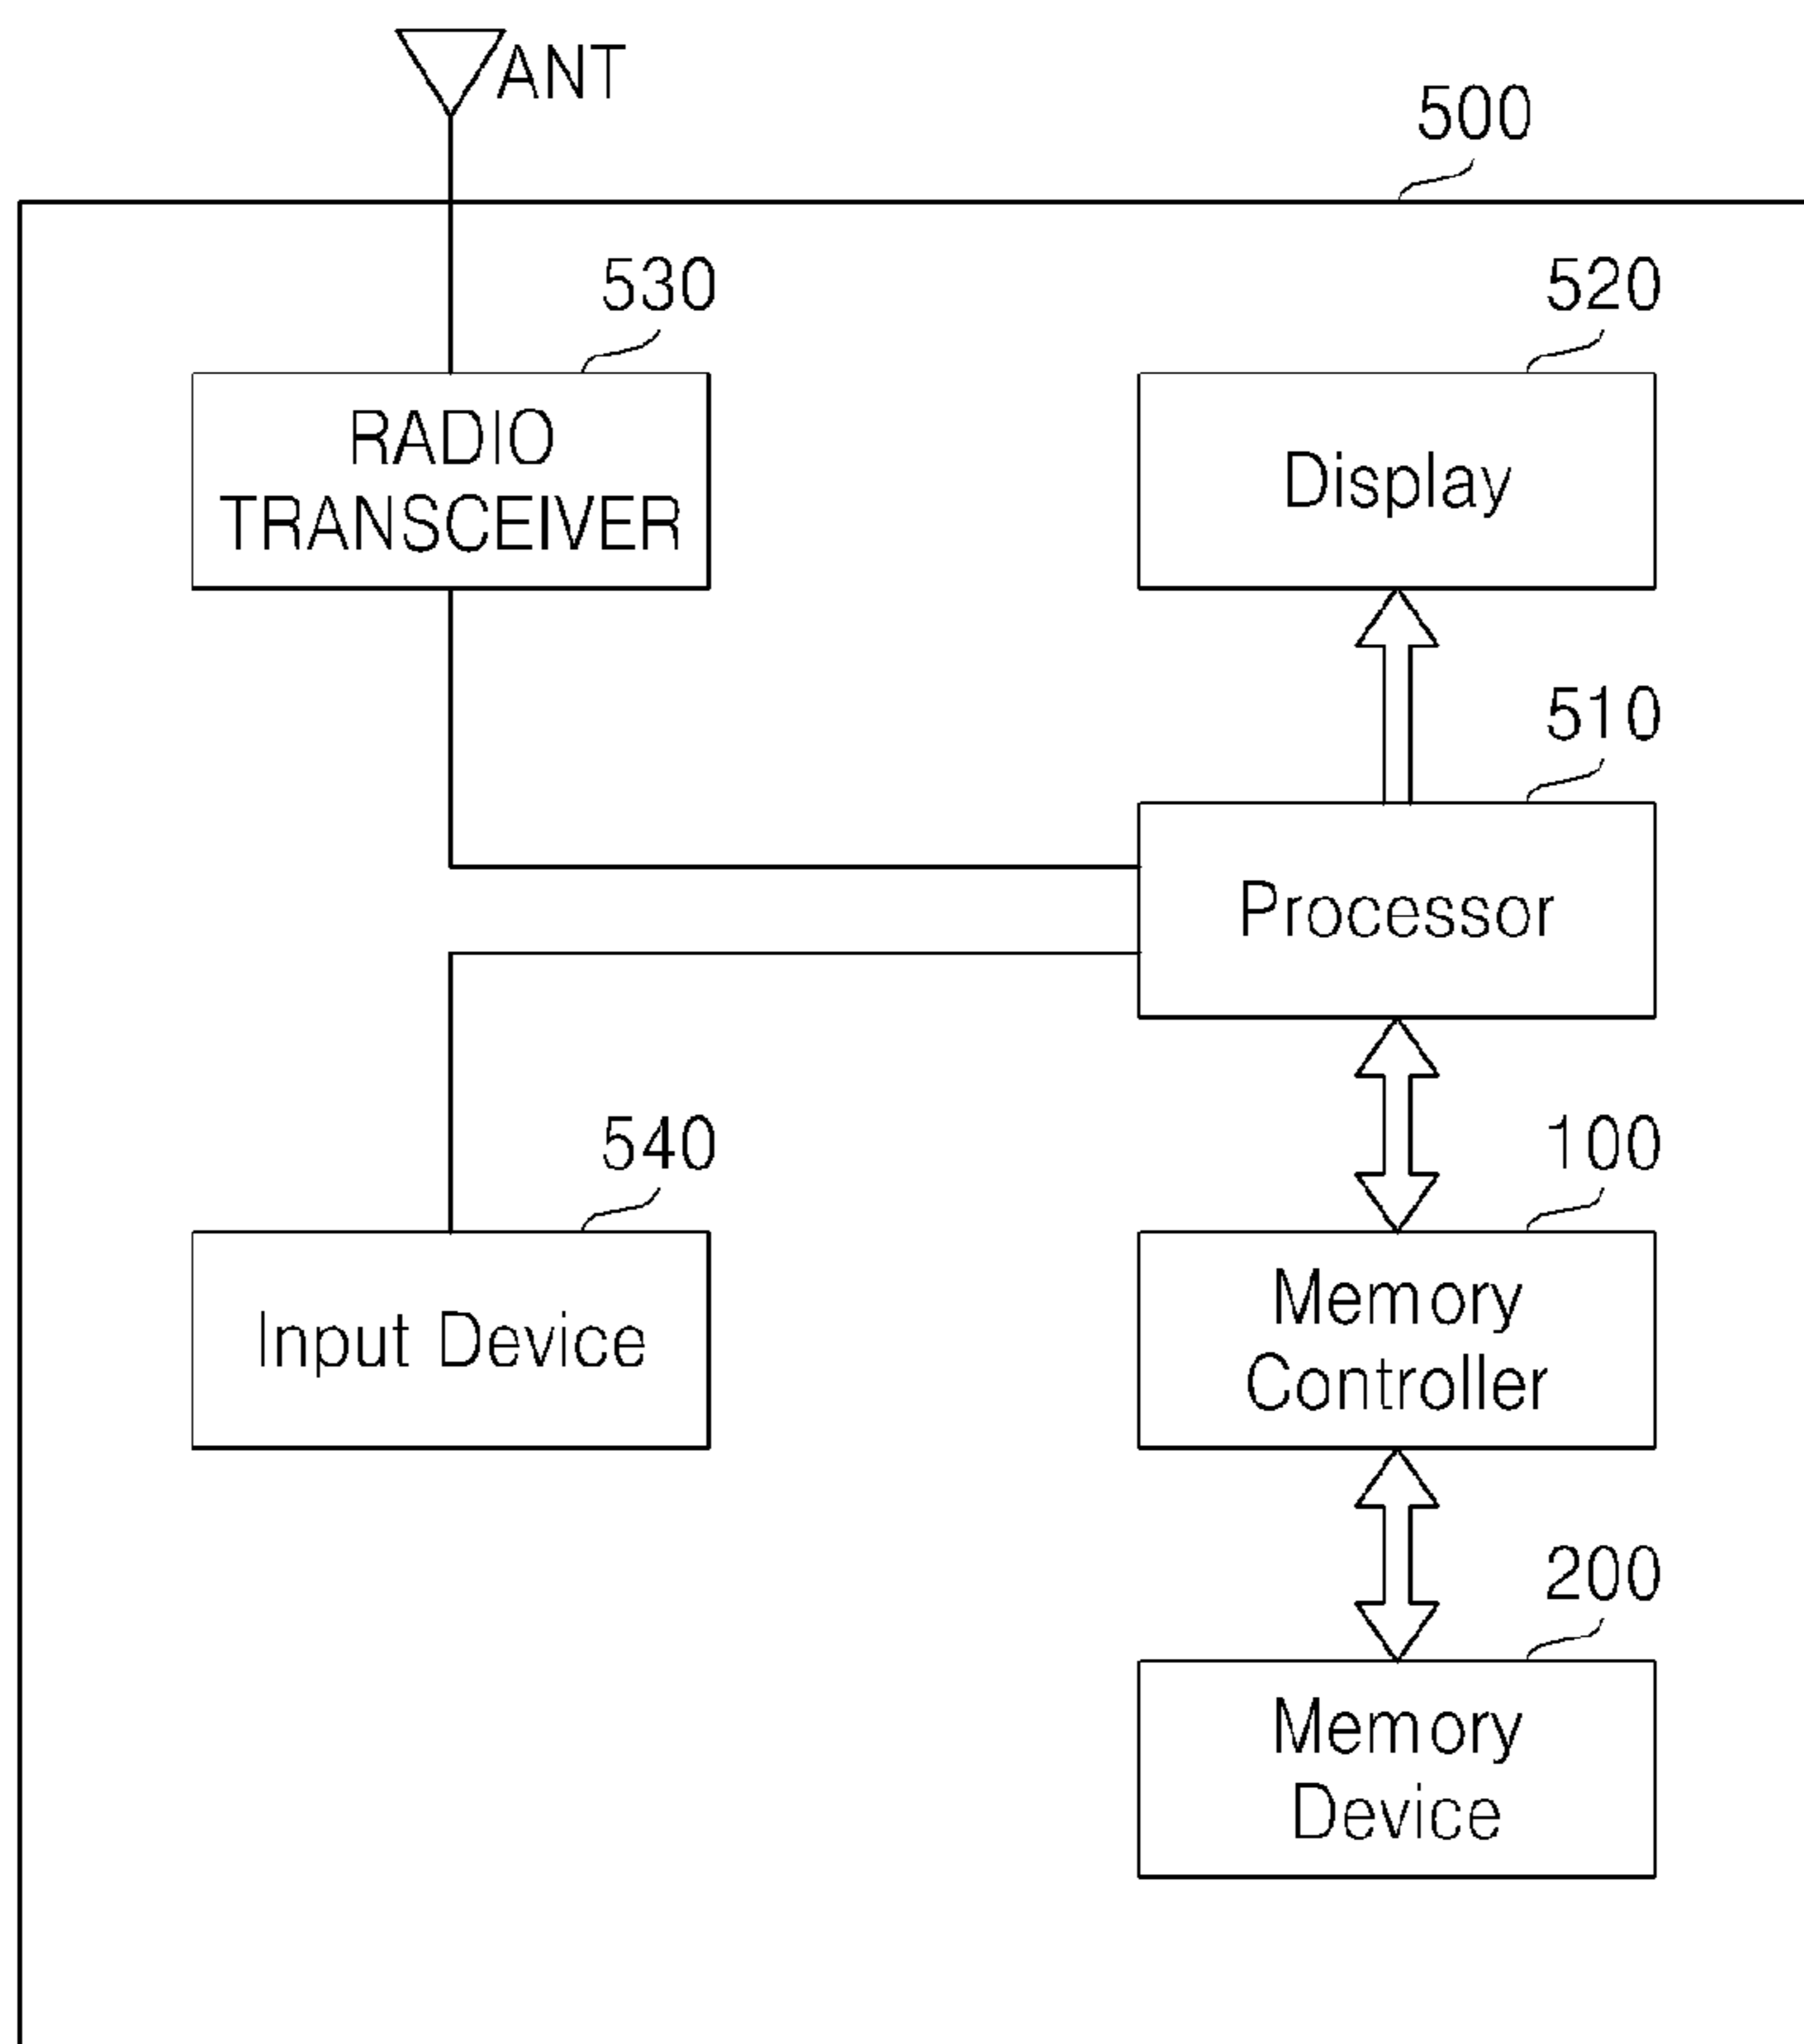 ANT
500
530
520
RADIO
TRANSCEIVER
Display
510
Processor
540
100
Input Device
Memory
Controller
200
Memory
Device